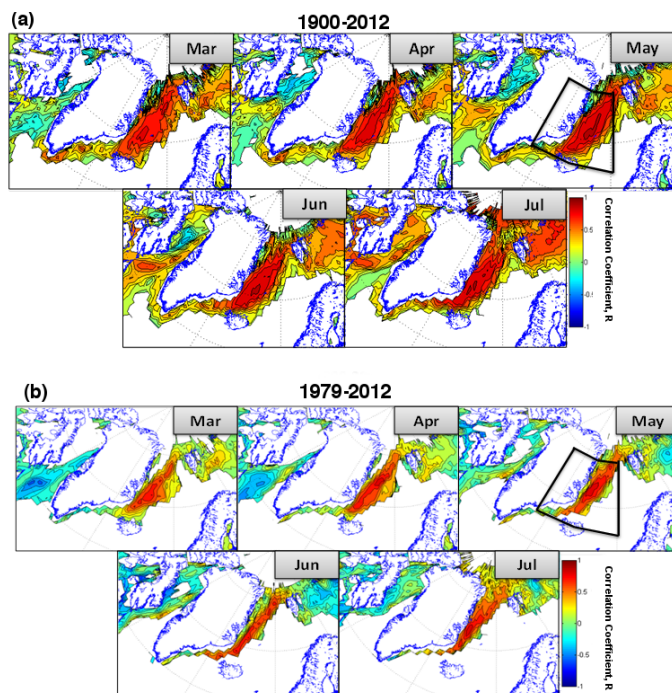 (a)
1900-2012
Mar
Apr
May
Jun
Jul
1
0.5
0
-0.5
-1
Correlation Coefficient, R
(b)
1979-2012
Mar
Apr
May
Jun
Jul
1
0.5
0
-0.5
-1
Correlation Coefficient, R